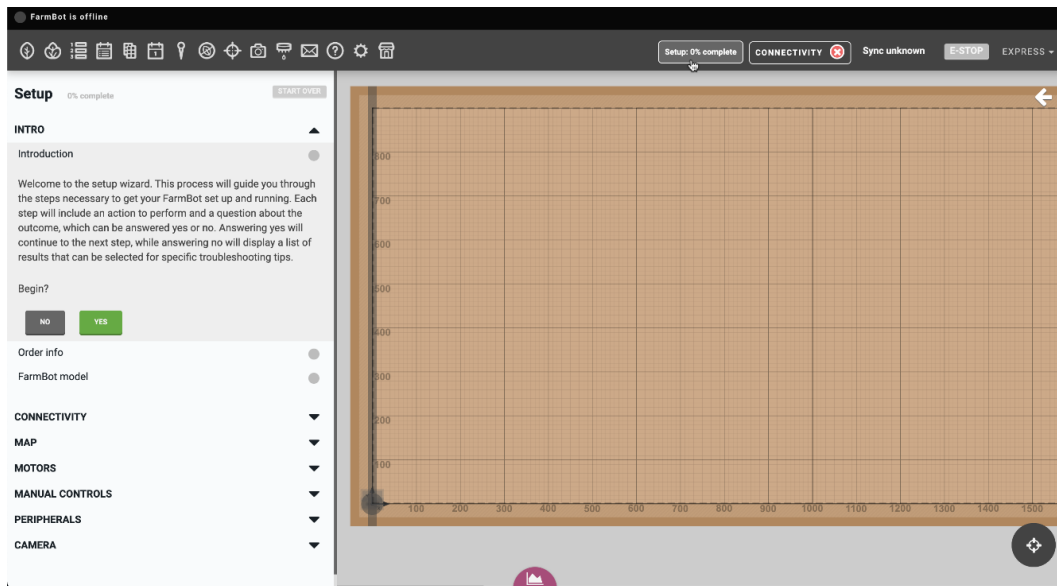 FarmBot is offline
Setup: 0% complete
CONNECTIVITY
Sync unknown
E-STOP
EXPRESS
Setup
0% complete
START OVER
INTRO
Introduction
Welcome to the setup wizard. This process will guide you through
the steps necessary to get your FarmBot set up and running. Each
step will include an action to perform and a question about the
outcome, which can be answered yes or no. Answering yes will
continue to the next step, while answering no will display a list of
results that can be selected for specific troubleshooting tips.
Begin?
NO
YES
Order info
FarmBot model
CONNECTIVITY
MAP
MOTORS
MANUAL CONTROLS
PERIPHERALS
CAMERA
800
700
600
500
400
300
200
100
100 200 300 400 500 600 700 800 900 1000 1100 1200 1300 1400 1500